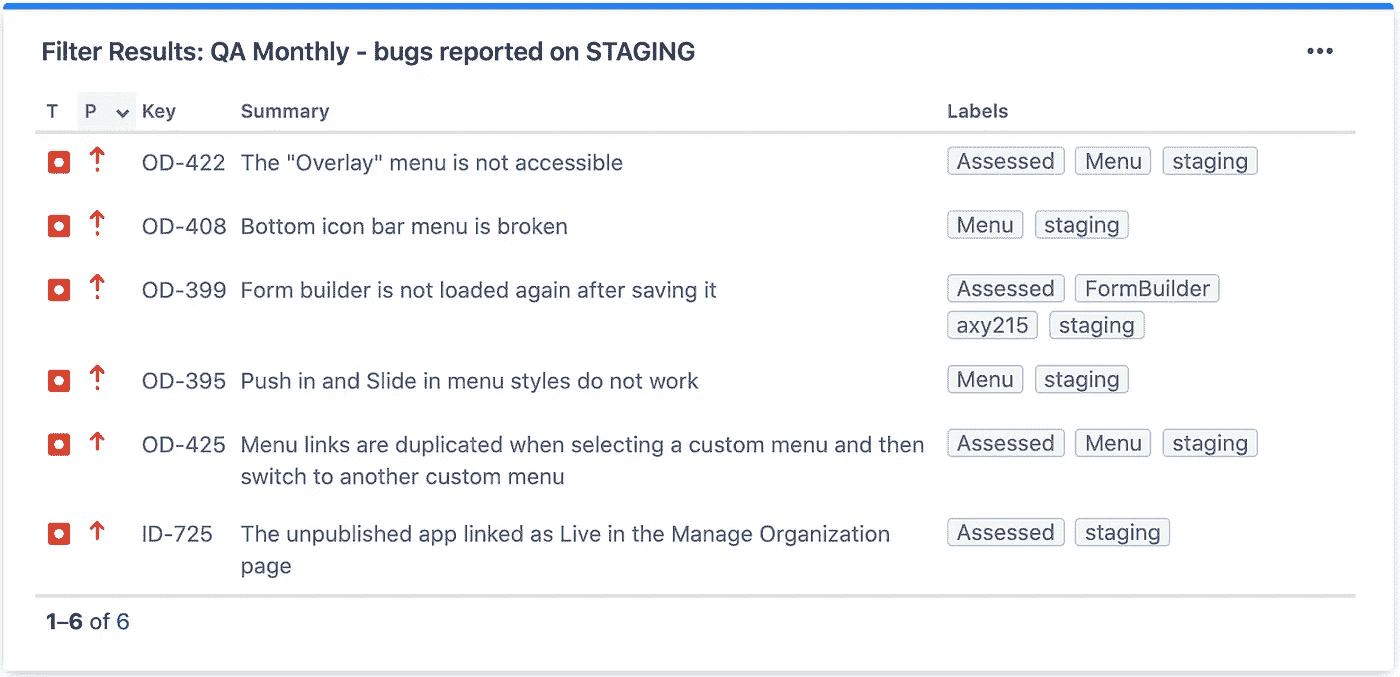 Filter Results: QA Monthly - bugs reported on STAGING
T P Key Summary Labels
OD-422 The "Overlay" menu is not accessible Assessed Menu staging
OD-408 Bottom icon bar menu is broken Menu staging
OD-399 Form builder is not loaded again after saving it Assessed FormBuilder
axy215 staging
OD-395 Push in and Slide in menu styles do not work Menu staging
OD-425 Menu links are duplicated when selecting a custom menu and then Assessed Menu staging
switch to another custom menu
ID-725 The unpublished app linked as Live in the Manage Organization Assessed staging
page
1–6 of 6